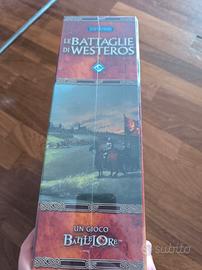 LE BATTAGLIE
DI WESTEROS
UN GIOCO
BATTLELORE
subito